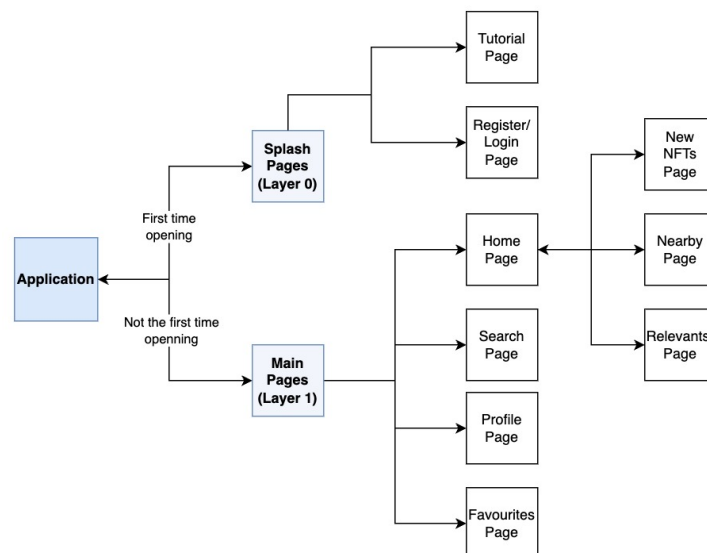 Tutorial
Page
Register/
Login
Page
New
NFTs
Page
Splash
Pages
(Layer 0)
First time
opening
Home
Page
Nearby
Page
Application
Not the first time
openning
Search
Page
Relevants
Page
Main
Pages
(Layer 1)
Profile
Page
Favourites
Page